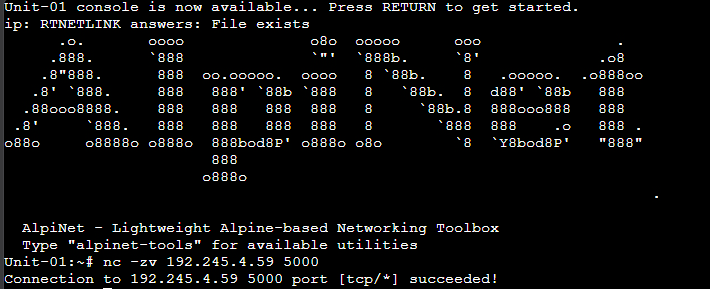 Unit-01 console is now available... Press RETURN to get started.
ip: RTNETLINK answers: File exists
AlpiNet
AlpiNet - Lightweight Alpine-based Networking Toolbox
Type "alpinet-tools" for available utilities
Unit-01:~# nc -zv 192.245.4.59 5000
Connection to 192.245.4.59 5000 port [tcp/*] succeeded!